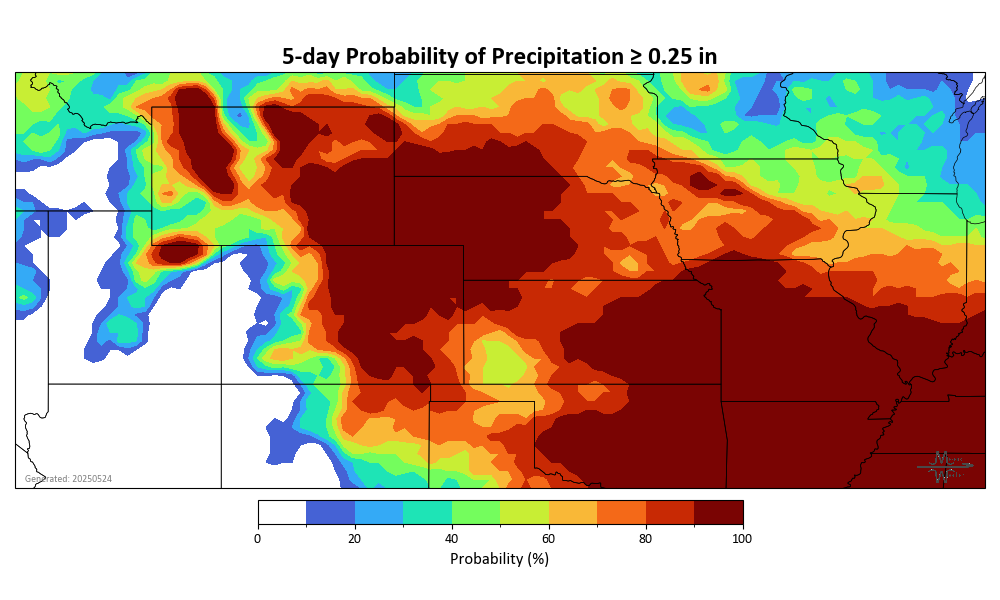 5-day Probability of Precipitation ≥ 0.25 in
Generated: 20250524
0 20 40 60 80 100
Probability (%)